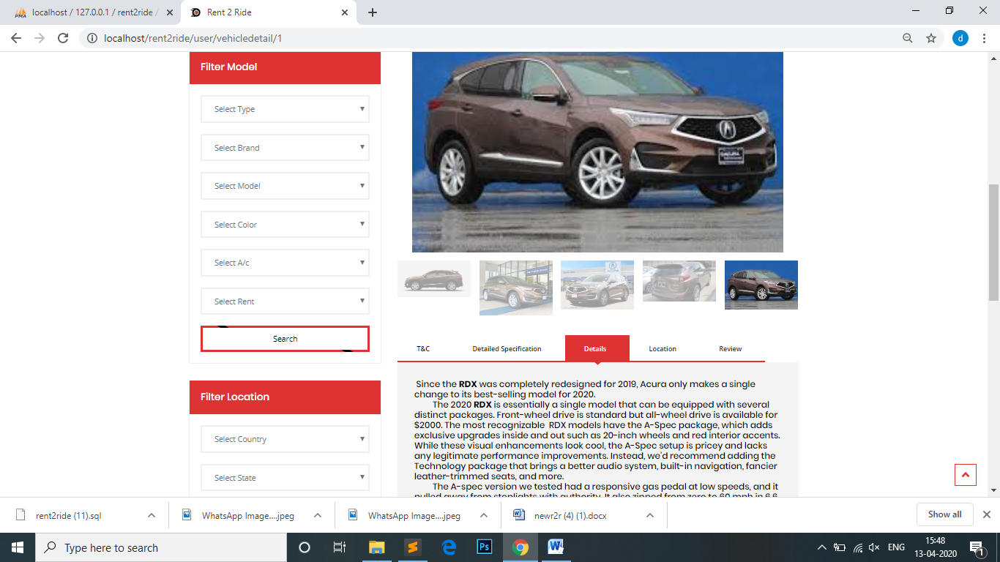 localhost / 127.0.0.1 / rent2ride /
Rent 2 Ride
localhost/rent2ride/user/vehicledetail/1
d
Filter Model
Select Type
Select Brand
Select Model
Select Color
Select A/c
Select Rent
Search
Filter Location
Select Country
Select State
T&C
Detailed Specification
Details
Location
Review
Since the RDX was completely redesigned for 2019, Acura only makes a single
change to its best-selling model for 2020.
The 2020 RDX is essentially a single model that can be equipped with several
distinct packages. Front-wheel drive is standard but all-wheel drive is available for
$2000. The most recognizable RDX models have the A-Spec package, which adds
exclusive upgrades inside and out such as 20-inch wheels and red interior accents.
While these visual enhancements look cool, the A-Spec setup is pricey and lacks
any legitimate performance improvements. Instead, we'd recommend adding the
Technology package that brings a better audio system, built-in navigation, fancier
leather-trimmed seats, and more.
The A-spec version we tested had a responsive gas pedal at low speeds, and it
pulled away from stoplights with authority. It also zipped from zero to 60 mph in 6.6
rent2ride (11).sql
WhatsApp Image....jpeg
WhatsApp Image....jpeg
newr2r (4) (1).docx
Show all
Type here to search
Ps
ENG
15:48
13-04-2020
1